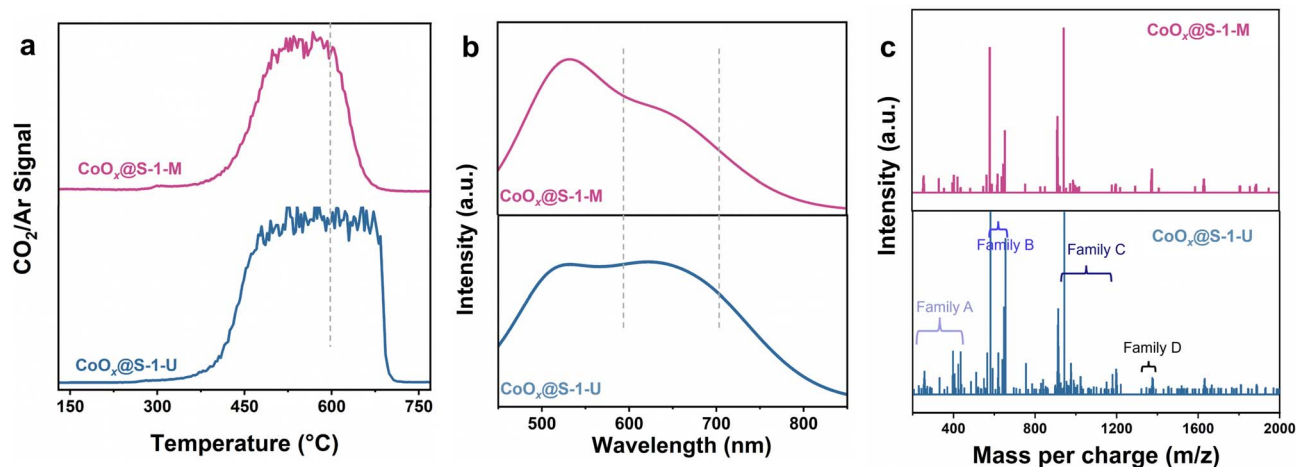 a
CO₂/Ar Signal
CoOₓ@S-1-M
CoOₓ@S-1-U
150 300 450 600 750
Temperature (°C)
b
Intensity (a.u.)
CoOₓ@S-1-M
CoOₓ@S-1-U
500 600 700 800
Wavelength (nm)
c
Intensity (a.u.)
CoOₓ@S-1-M
CoOₓ@S-1-U
Family B
Family C
Family A
Family D
400 800 1200 1600 2000
Mass per charge (m/z)